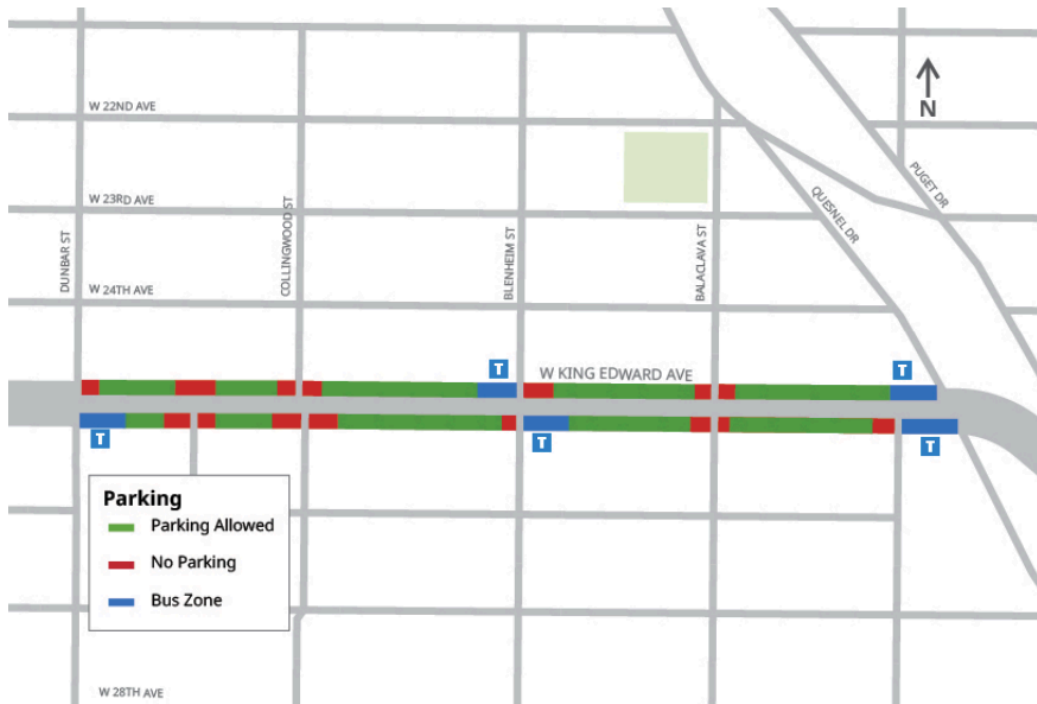 W 22ND AVE
N
W 23RD AVE
PUGET DR
QUESNEL DR
DUNBAR ST
COLLINGWOOD ST
BLENHEIM ST
BALACLAVA ST
W 24TH AVE
T
W KING EDWARD AVE
T
T
T
T
Parking
Parking Allowed
No Parking
Bus Zone
W 28TH AVE